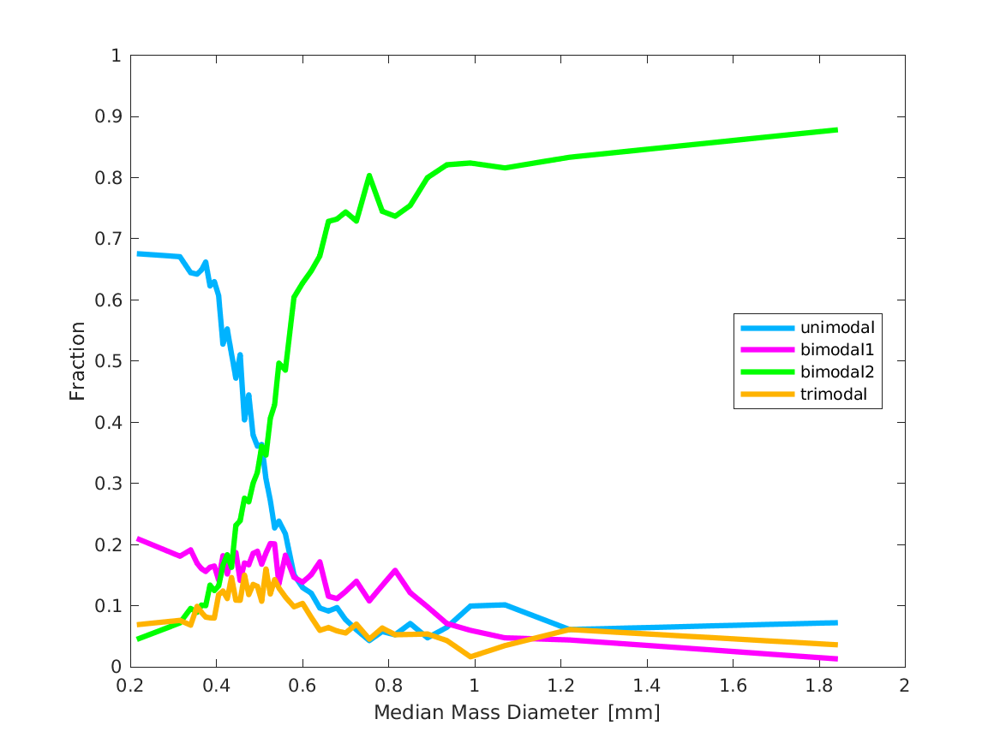 1
0.9
0.8
0.7
0.6
0.5
0.4
0.3
0.2
0.1
0
Fraction
unimodal
bimodal1
bimodal2
trimodal
0.2 0.4 0.6 0.8 1 1.2 1.4 1.6 1.8 2
Median Mass Diameter [mm]